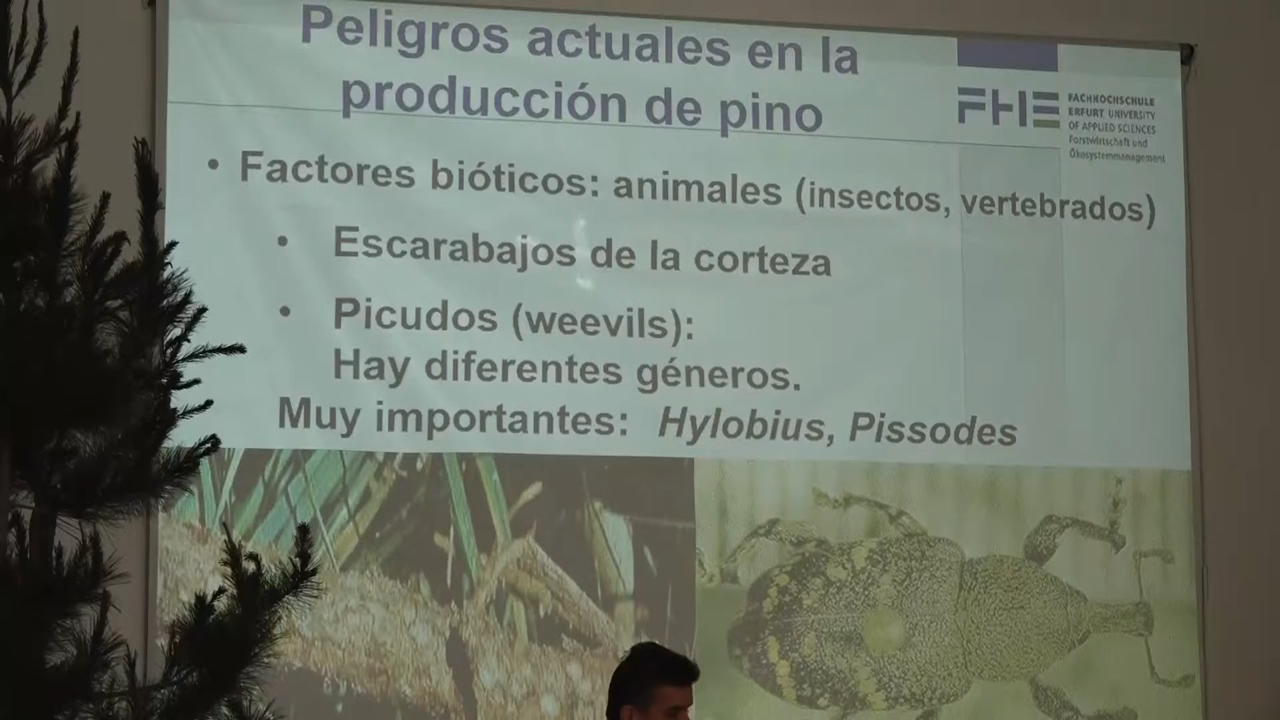 Peligros actuales en la
producción de pino
FHE
FACHHOCHSCHULE
ERFURT UNIVERSITY
OF APPLIED SCIENCES
Forstwirtschaft und
Ökosystemmanagement
• Factores bióticos: animales (insectos, vertebrados)
• Escarabajos de la corteza
• Picudos (weevils):
Hay diferentes géneros.
Muy importantes: Hylobius, Pissodes